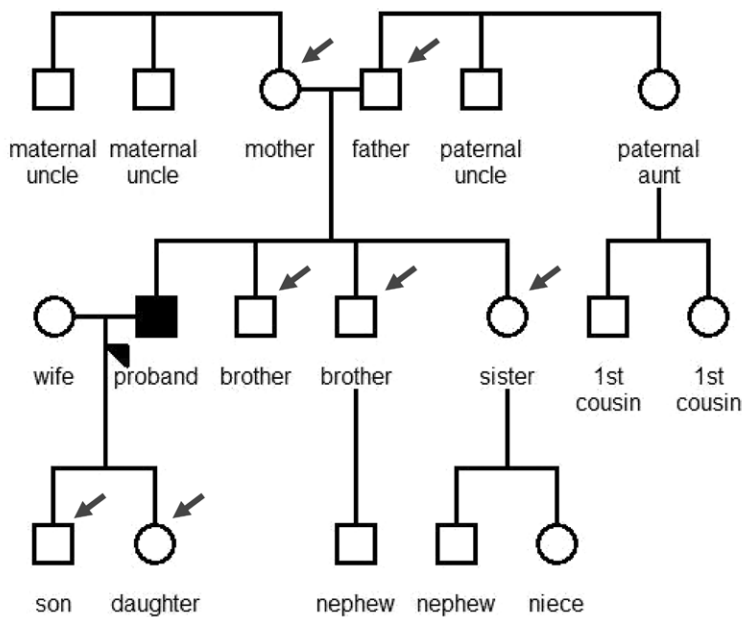 maternal uncle
maternal uncle
mother
father
paternal uncle
paternal aunt
wife
proband
brother
brother
sister
1st cousin
1st cousin
son
daughter
nephew
nephew
niece